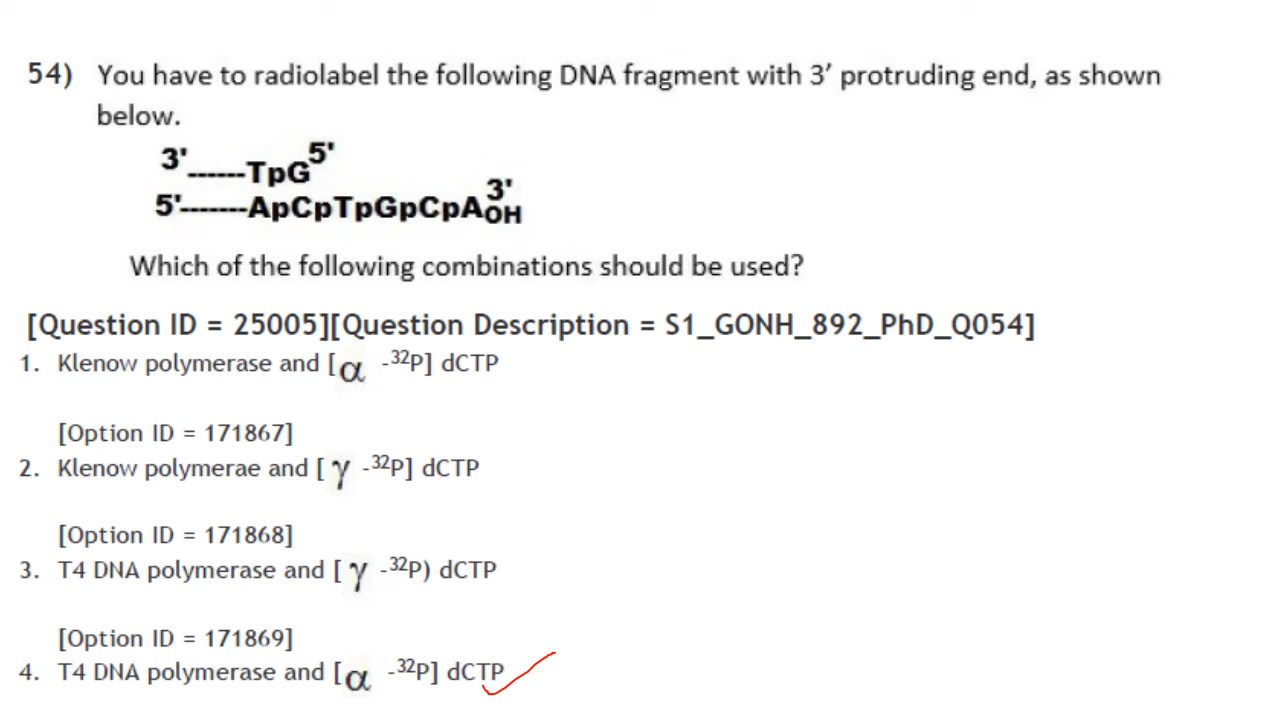 54) You have to radiolabel the following DNA fragment with 3′ protruding end, as shown
below.
3'------TpG5'
5'-------ApCpTpGpCpAOH3'
Which of the following combinations should be used?
[Question ID = 25005][Question Description = S1_GONH_892_PhD_Q054]
1. Klenow polymerase and [α -32P] dCTP
[Option ID = 171867]
2. Klenow polymerae and [ γ -32P] dCTP
[Option ID = 171868]
3. T4 DNA polymerase and [ γ -32P) dCTP
[Option ID = 171869]
4. T4 DNA polymerase and [α -32P] dCTP